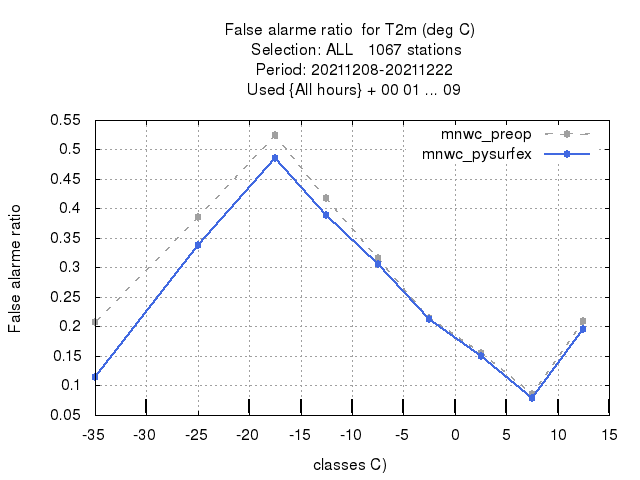 False alarme ratio  for T2m (deg C)
Selection: ALL   1067 stations
Period: 20211208-20211222
Used {All hours} + 00 01 ... 09
mnwc_preop
mnwc_pysurfex
0.55
0.5
0.45
0.4
0.35
0.3
0.25
0.2
0.15
0.1
0.05
False alarme ratio
-35 -30 -25 -20 -15 -10 -5 0 5 10 15
classes C)